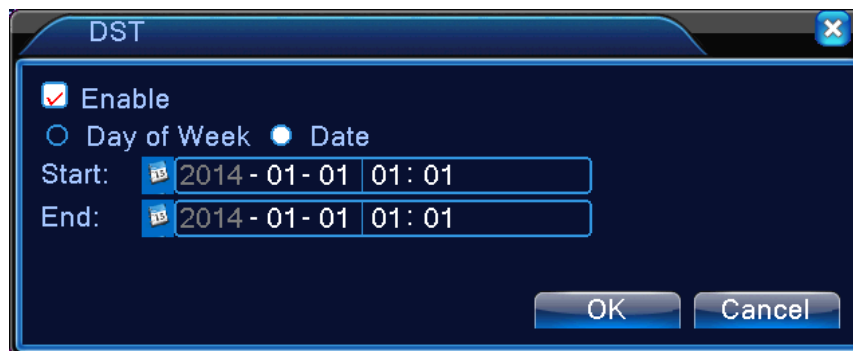 DST
Enable
Day of Week Date
Start: 2014 - 01 - 01 01 : 01
End: 2014 - 01 - 01 01 : 01
OK Cancel